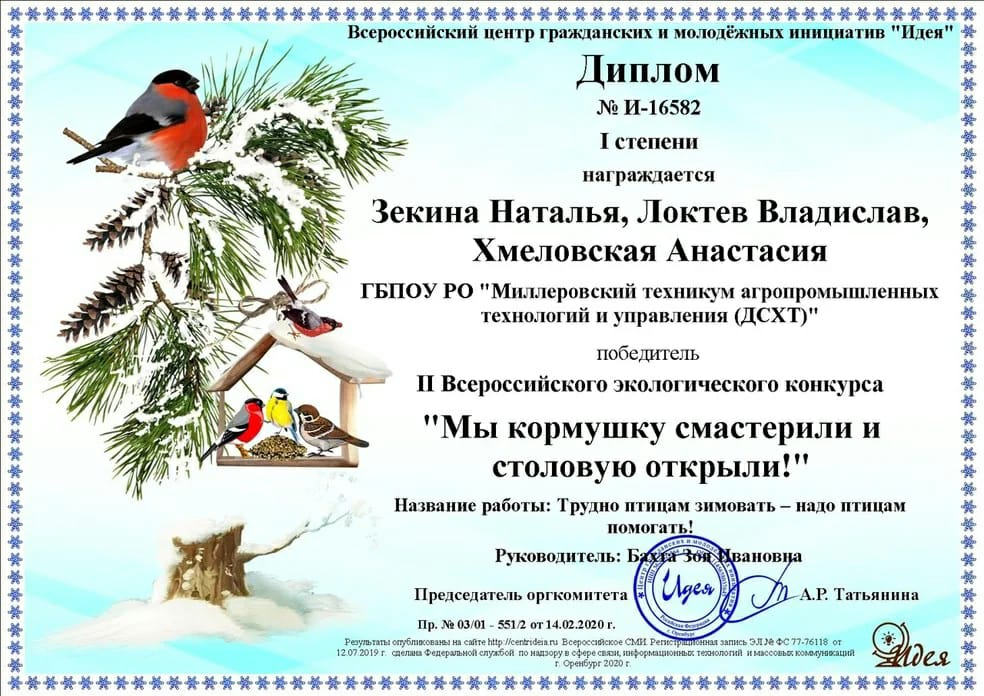 Всероссийский центр гражданских и молодёжных инициатив "Идея"
Диплом
№ И-16582
I степени
награждается
Зекина Наталья, Локтев Владислав,
Хмеловская Анастасия
ГБПОУ РО "Миллеровский техникум агропромышленных
технологий и управления (ДСХТ)"
победитель
II Всероссийского экологического конкурса
"Мы кормушку смастерили и
столовую открыли!"
Название работы: Трудно птицам зимовать – надо птицам
помогать!
Руководитель: Бахта Зоя Ивановна
Председатель оргкомитета
Идея
А.Р. Татьянина
Пр. № 03/01 - 551/2 от 14.02.2020 г.
Результаты опубликованы на сайте http://centrideia.ru Всероссийское СМИ. Регистрационная запись ЭЛ № ФС 77-76118 от
12.07.2019 г. сделана Федеральной службой по надзору в сфере связи, информационных технологий и массовых коммуникаций
г. Оренбург 2020 г.
Идея